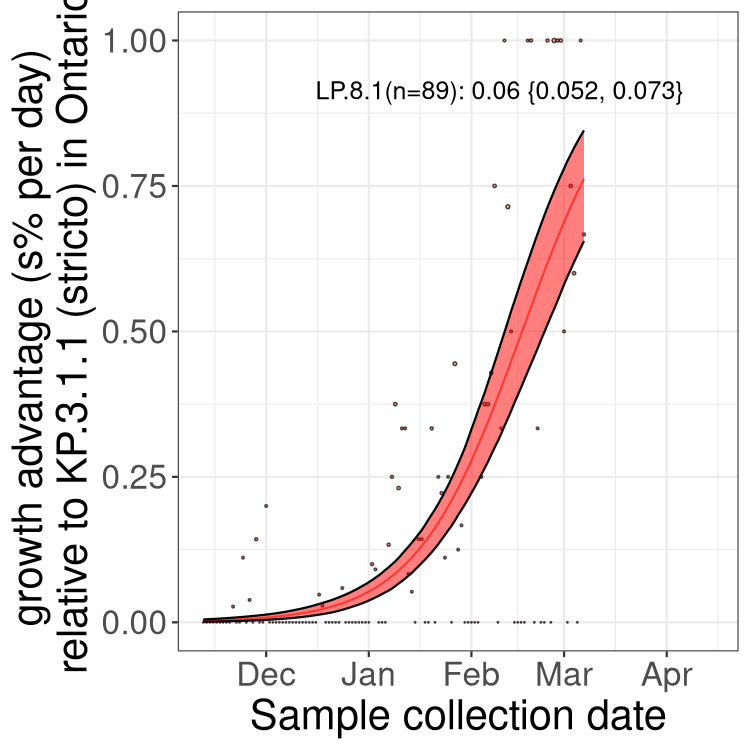 growth advantage (s% per day)
relative to KP.3.1.1 (stricto) in Ontario
1.00
0.75
0.50
0.25
0.00
LP.8.1(n=89): 0.06 {0.052, 0.073}
Dec Jan Feb Mar Apr
Sample collection date